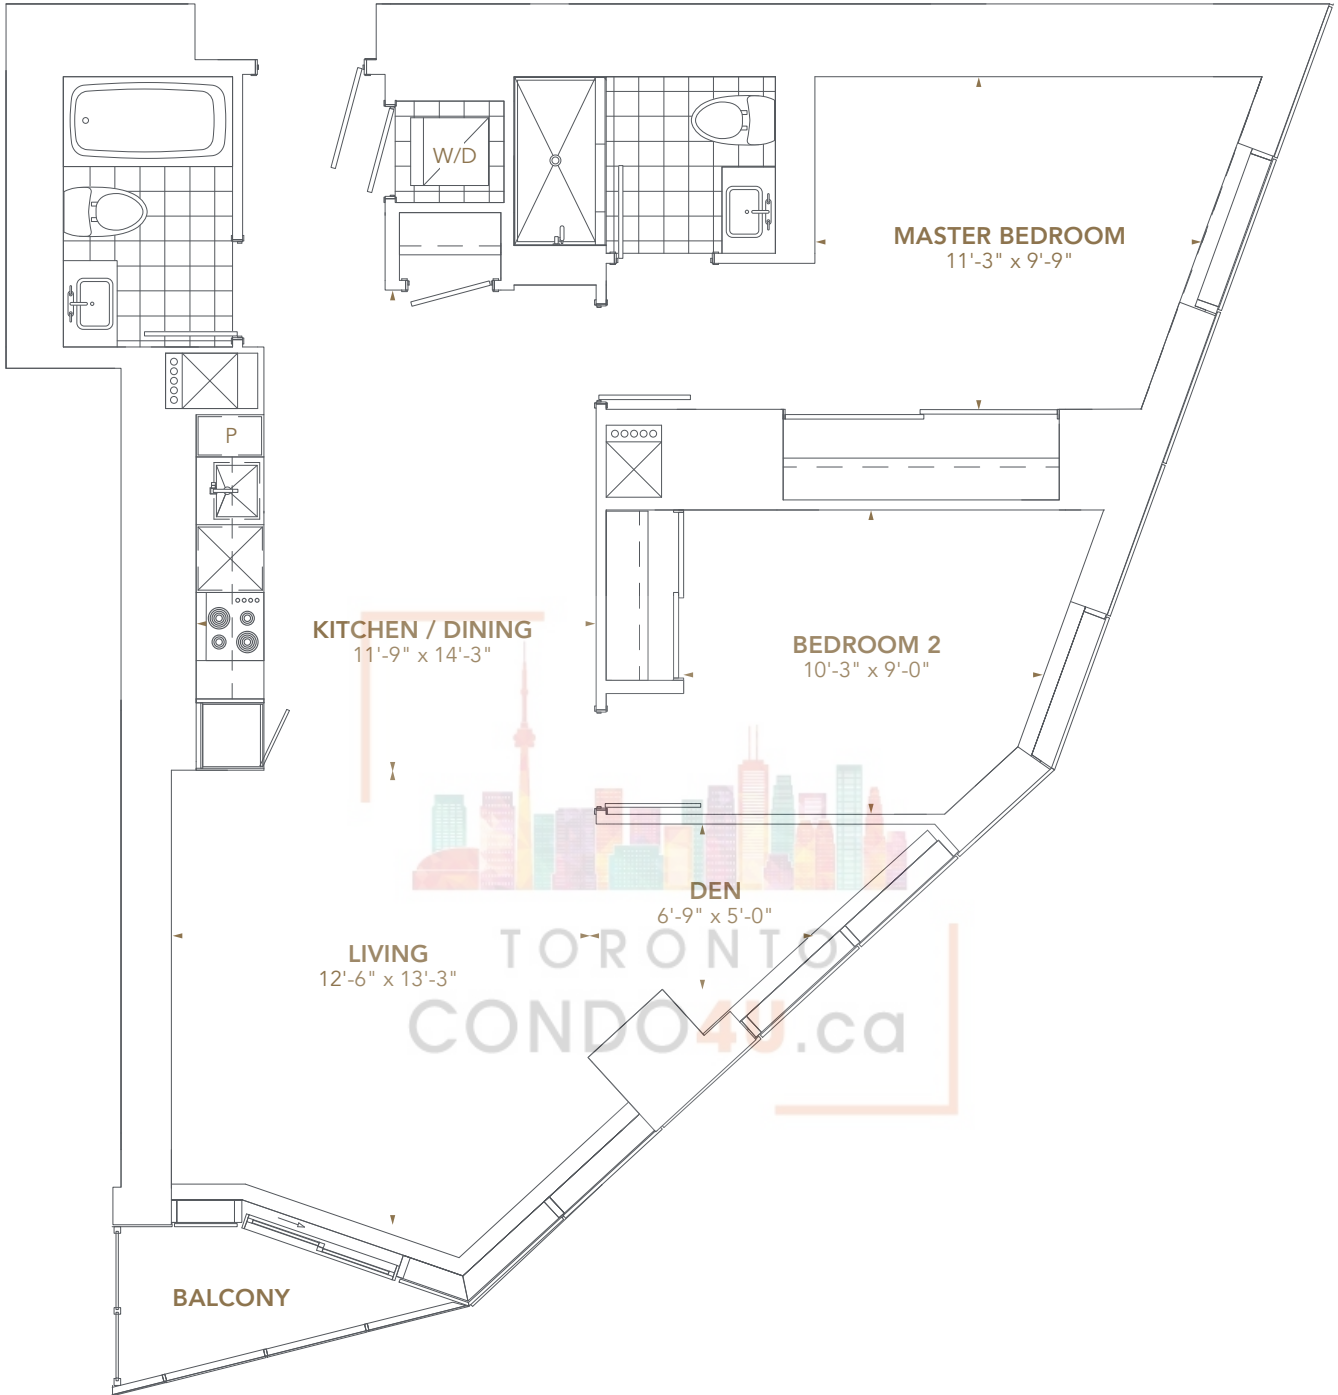 W/D
MASTER BEDROOM
11'-3" x 9'-9"
P
KITCHEN / DINING
11'-9" x 14'-3"
BEDROOM 2
10'-3" x 9'-0"
DEN
6'-9" x 5'-0"
LIVING
12'-6" x 13'-3"
TORONTO
CONDO4U.ca
BALCONY